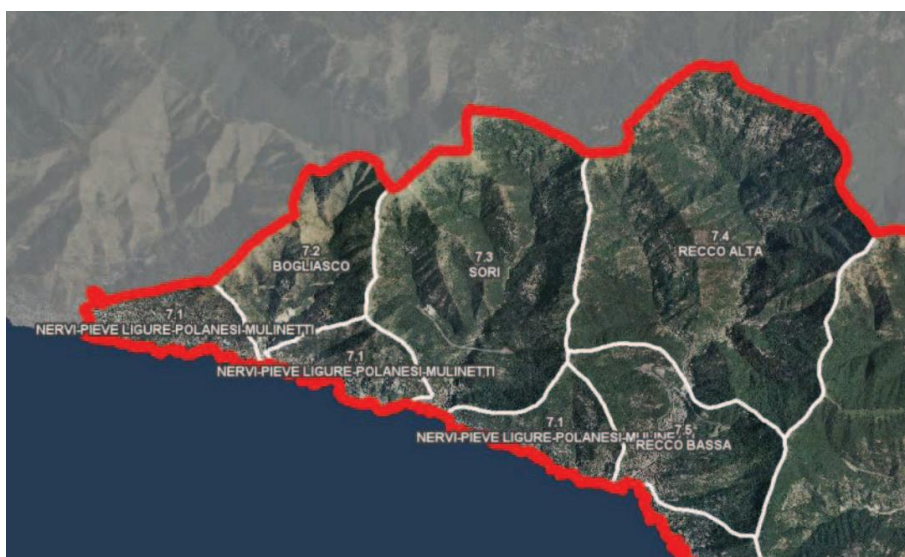 7.2
BOGLIASCO
7.3
SORI
7.4
RECCO ALTA
7.1
NERVI-PIEVE LIGURE-POLANESI-MULINETTI
7.1
NERVI-PIEVE LIGURE-POLANESI-MULINETTI
7.1
NERVI-PIEVE LIGURE-POLANESI-MULINE
7.5
RECCO BASSA